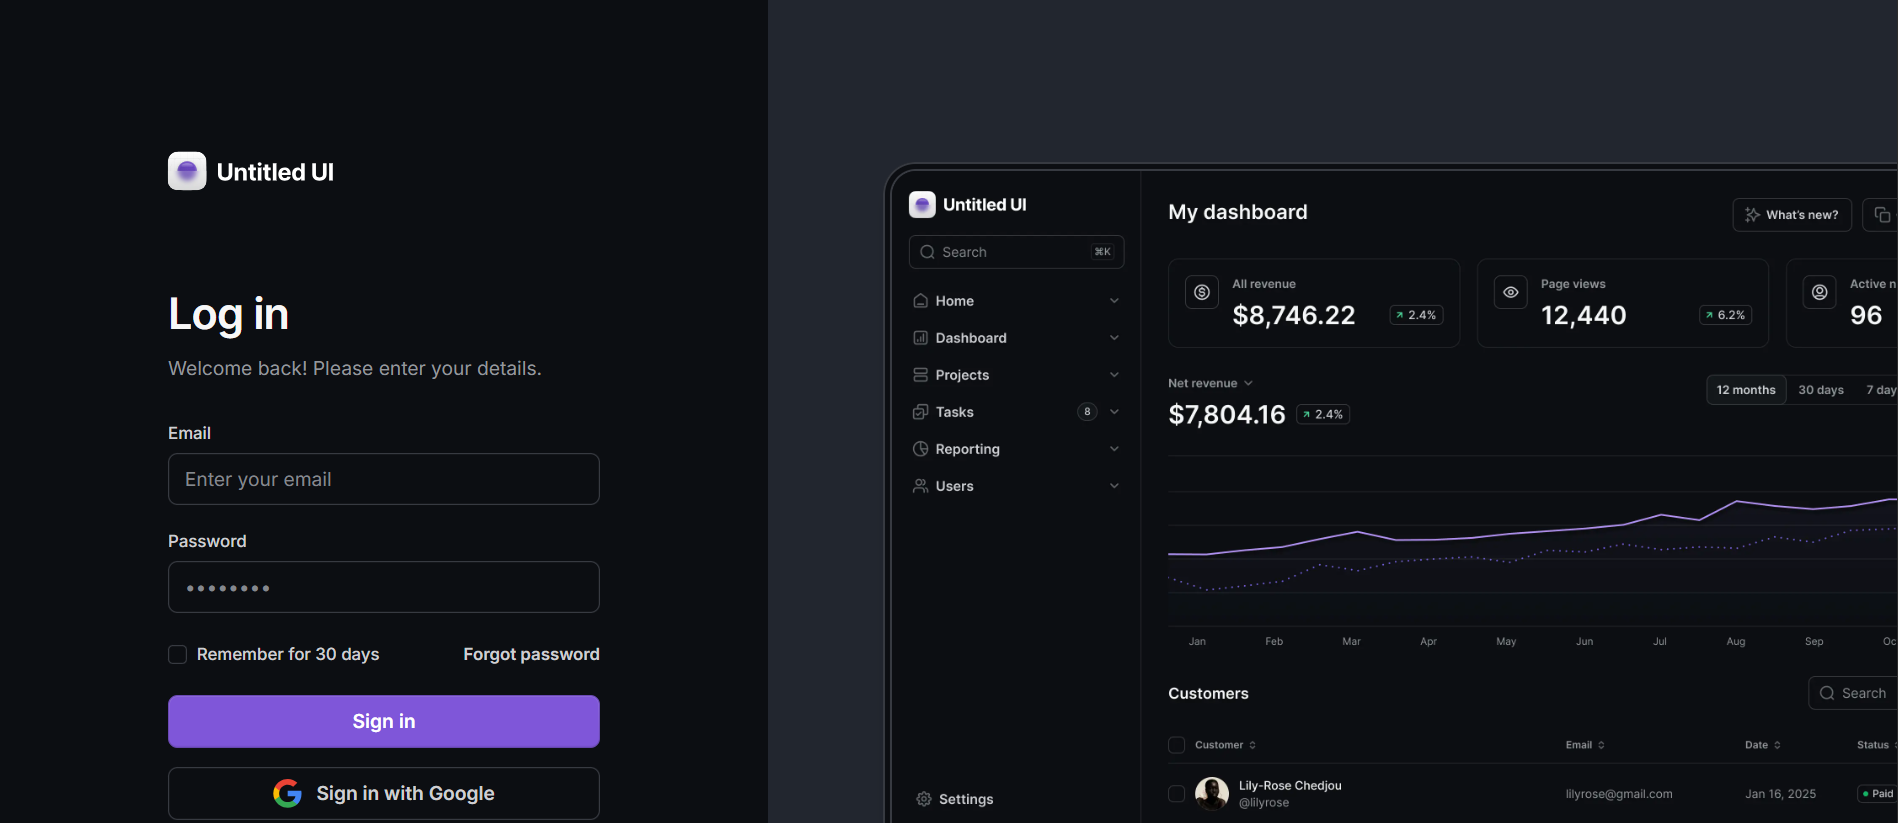 Untitled UI
Log in
Welcome back! Please enter your details.
Email
Enter your email
Password
••••••••
Remember for 30 days
Forgot password
Sign in
Sign in with Google
Untitled UI
Search
⌘K
Home
Dashboard
Projects
Tasks
8
Reporting
Users
Settings
My dashboard
What's new?
All revenue
$8,746.22
2.4%
Page views
12,440
6.2%
Active n
96
Net revenue
$7,804.16
2.4%
12 months
30 days
7 day
Jan
Feb
Mar
Apr
May
Jun
Jul
Aug
Sep
Oc
Customers
Search
Customer
Email
Date
Status
Lily-Rose Chedjou
@lilyrose
lilyrose@gmail.com
Jan 16, 2025
Paid